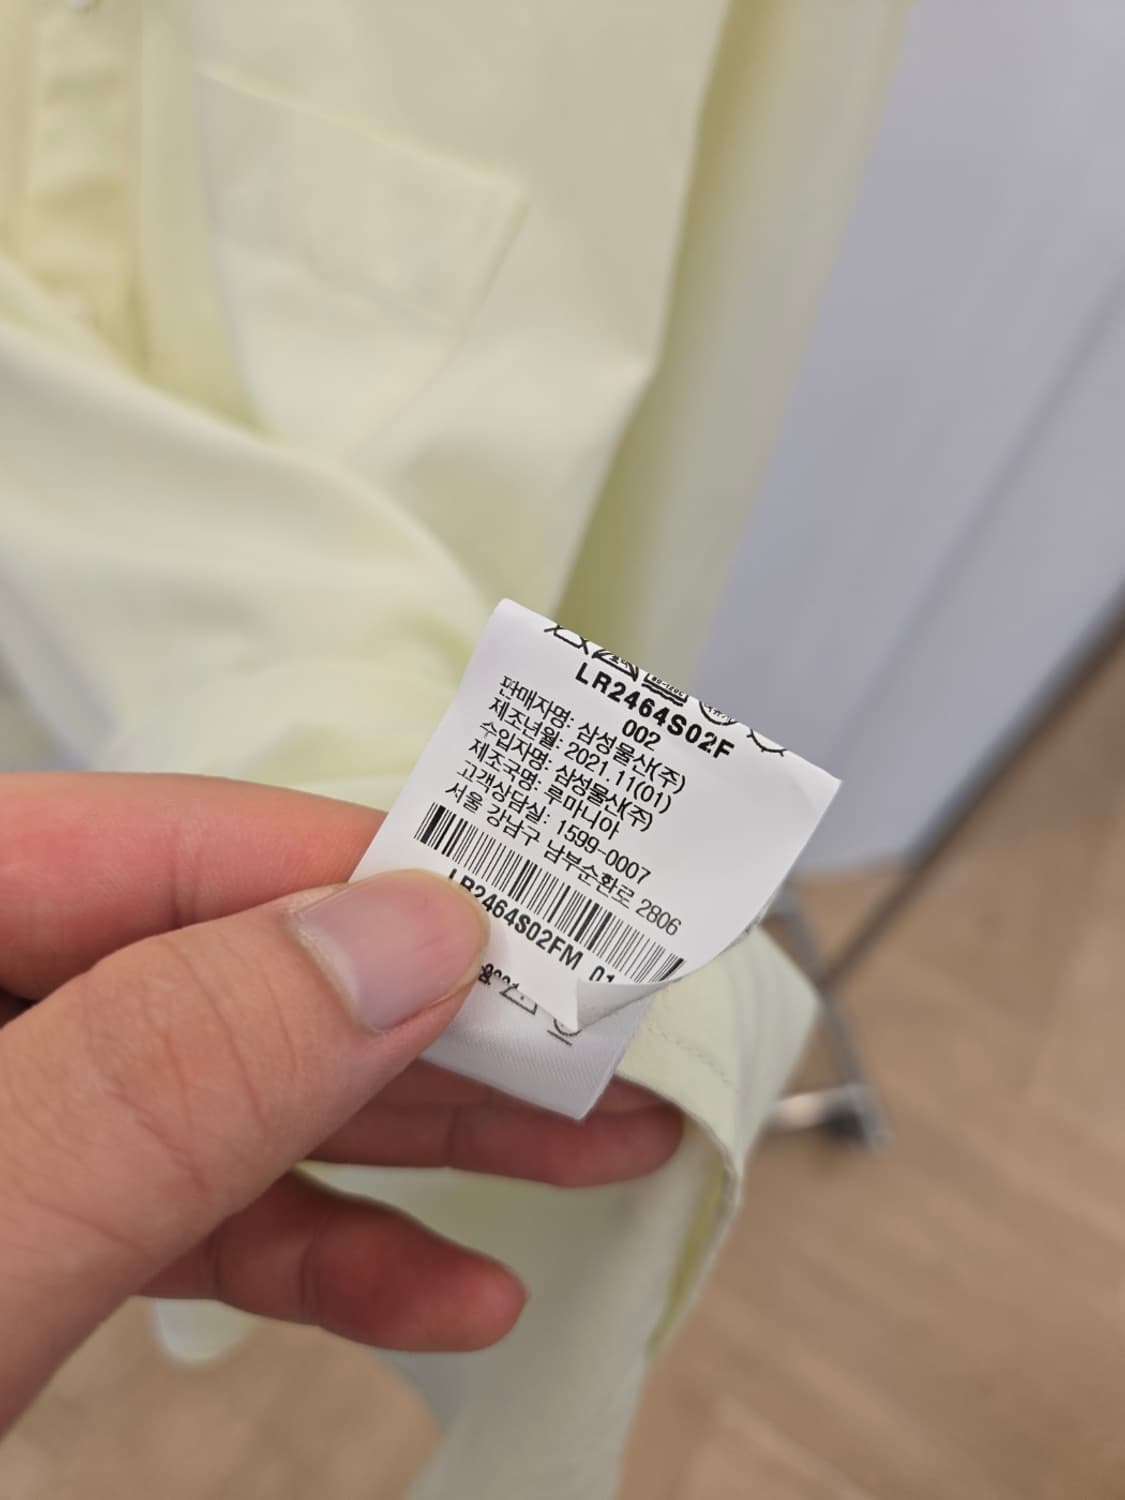 LR2464S02F
002
판매자명: 삼성물산(주)
제조년월: 2021.11(01)
수입자명: 삼성물산(주)
제조국명: 루마니아
고객상담실: 1599-0007
서울 강남구 남부순환로 2806
LR2464S02FM 01